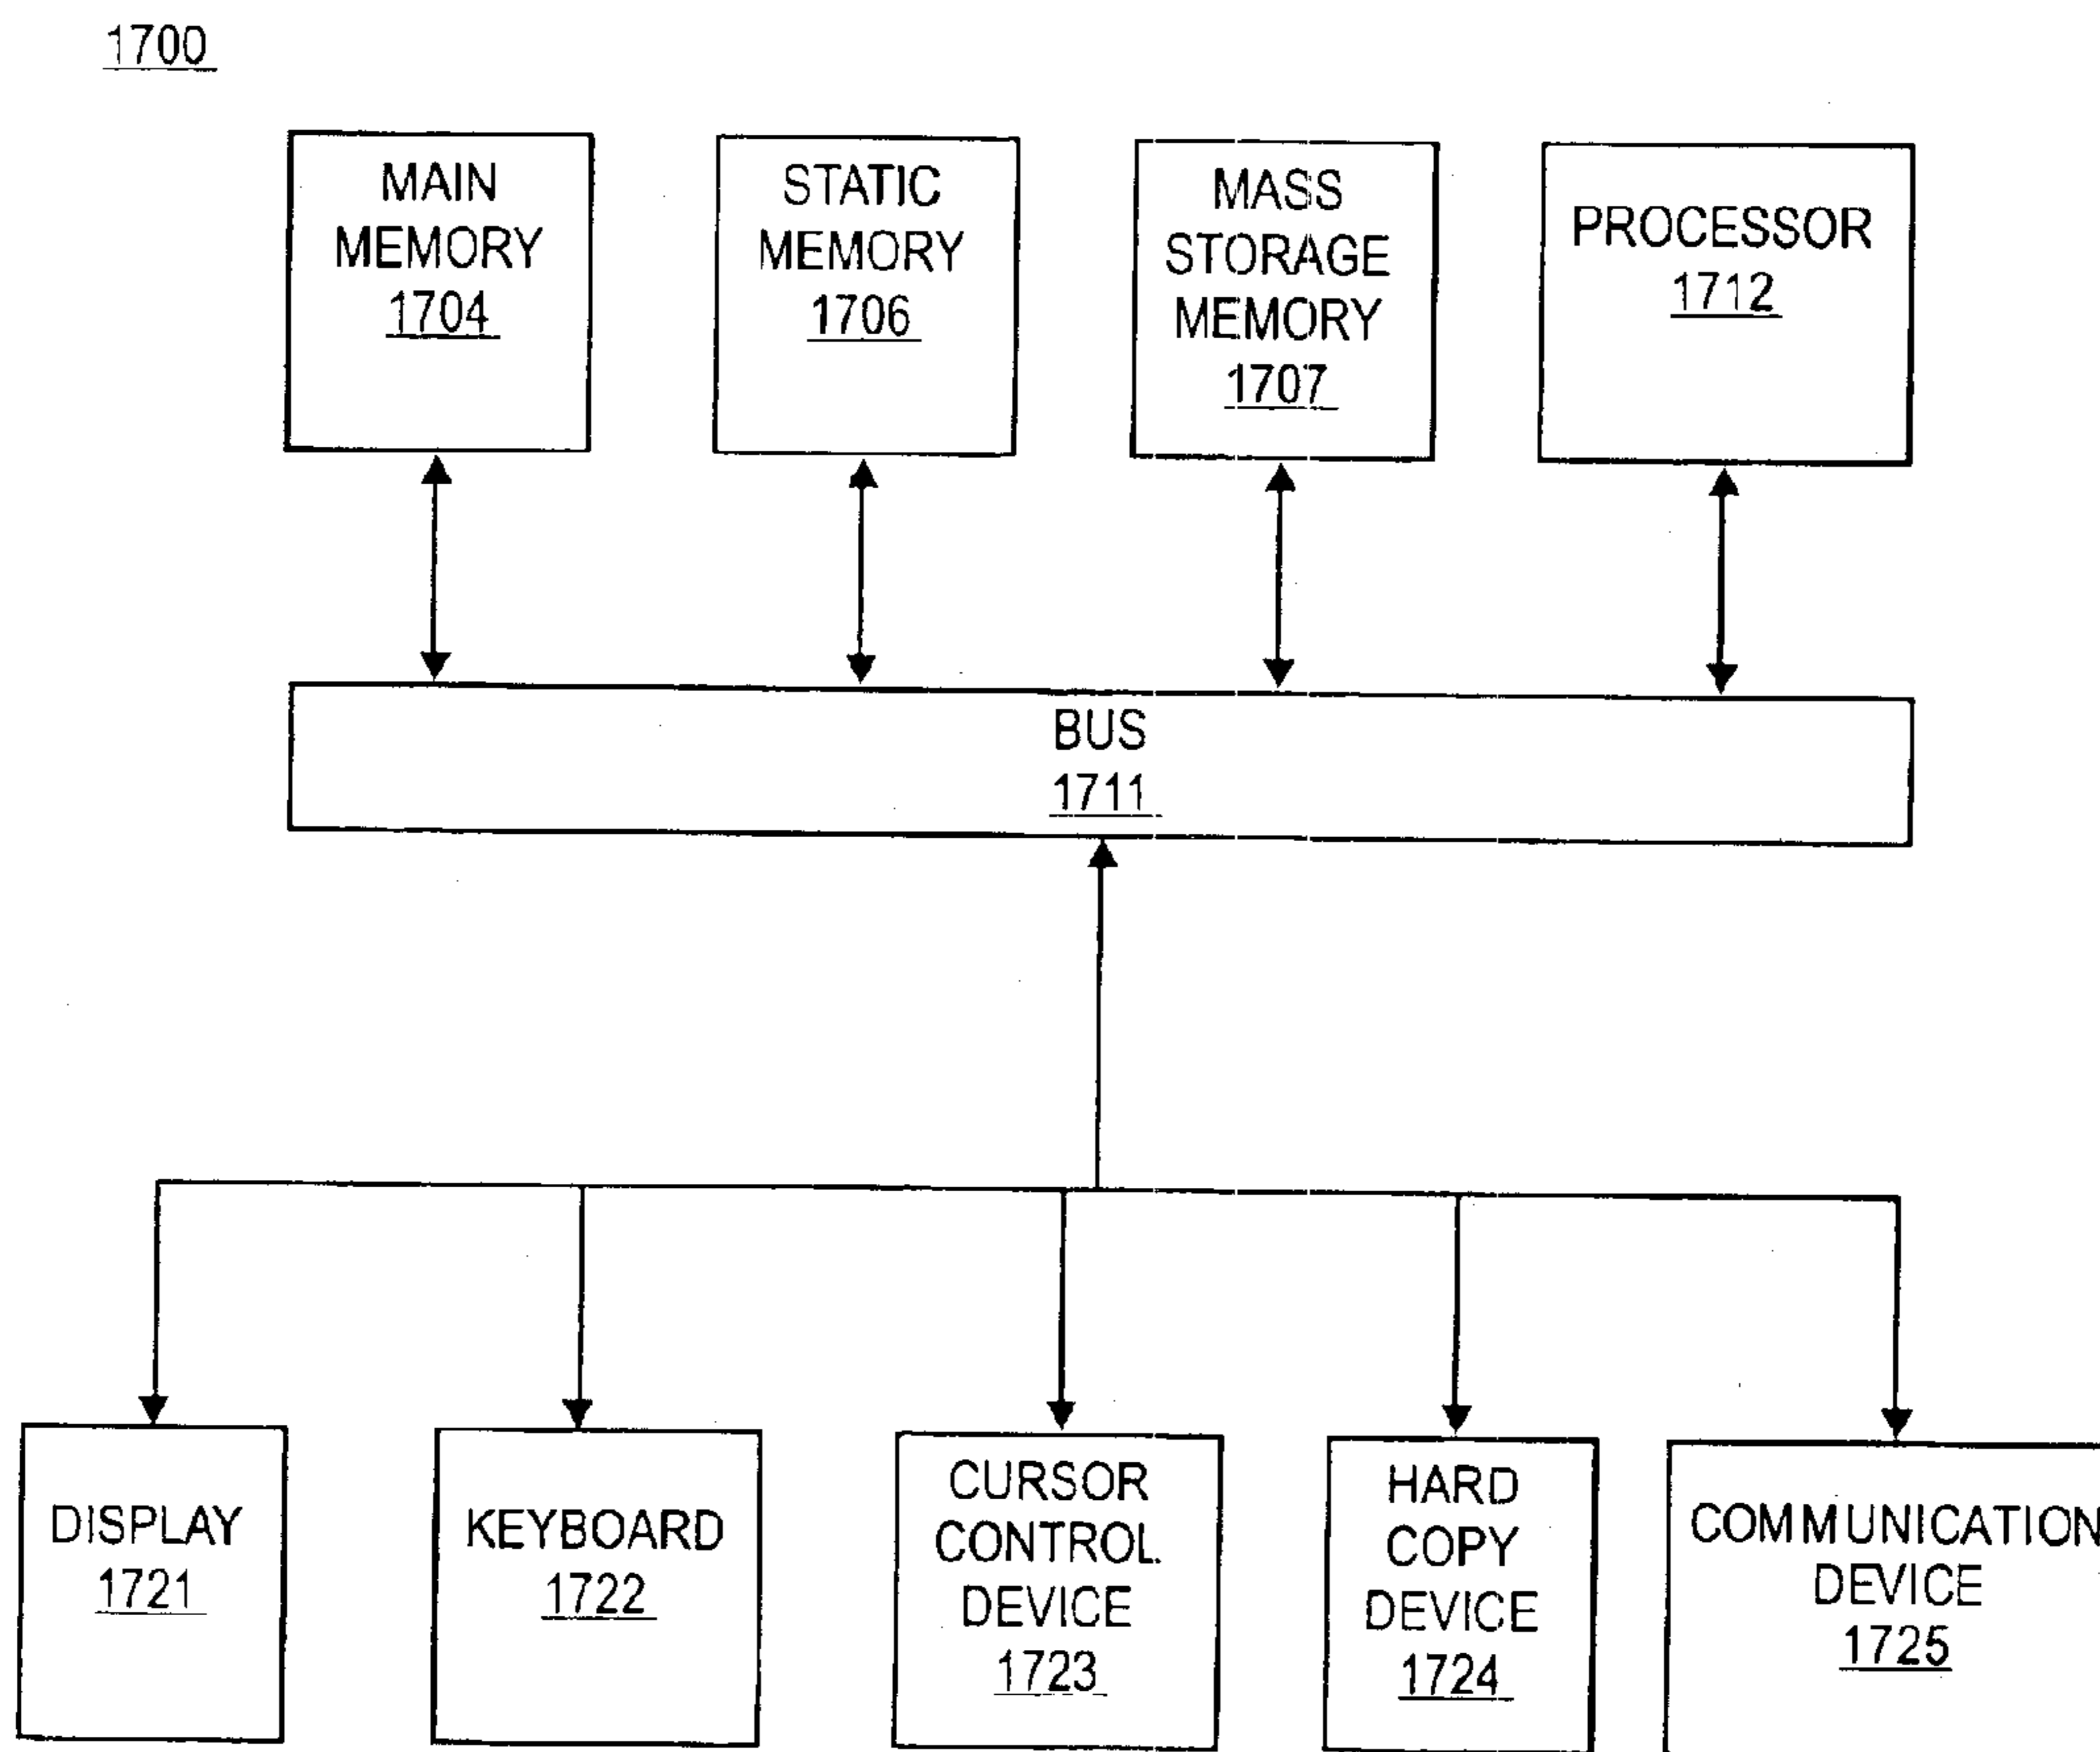 1700
MAIN
MEMORY
1704
STATIC
MEMORY
1706
MASS
STORAGE
MEMORY
1707
PROCESSOR
1712
BUS
1711
DISPLAY
1721
KEYBOARD
1722
CURSOR
CONTROL
DEVICE
1723
HARD
COPY
DEVICE
1724
COMMUNICATION
DEVICE
1725